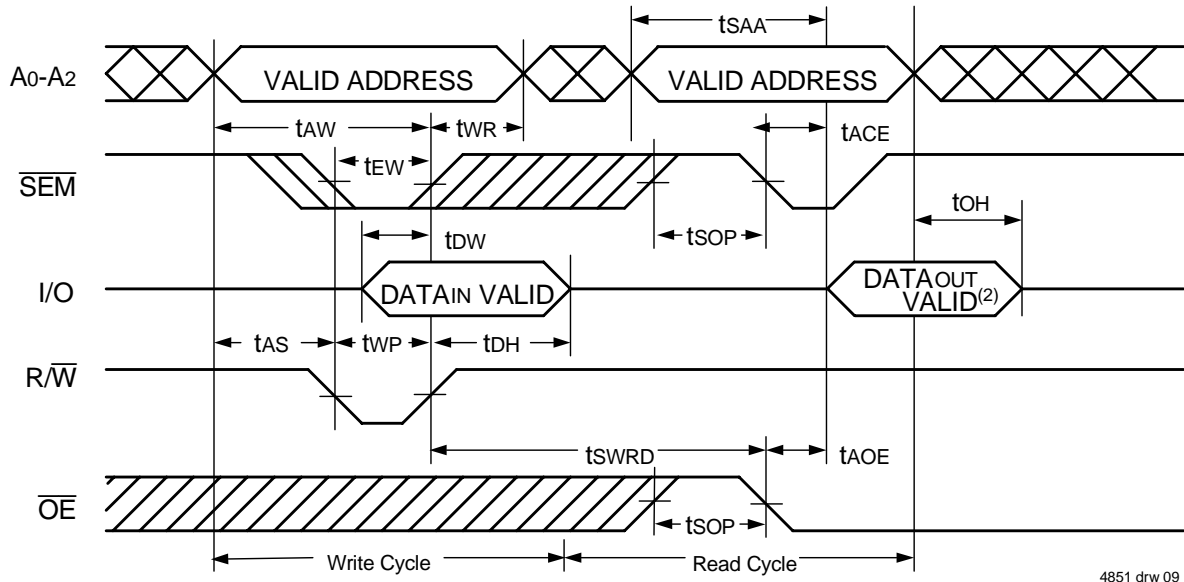 tSAA
A0-A2
VALID ADDRESS
VALID ADDRESS
tAW
tWR
tACE
tEW
SEM
tSOP
tOH
tDW
I/O
DATAIN VALID
DATAOUT
VALID(2)
tAS
tWP
tDH
R/W
tSWRD
tAOE
OE
tSOP
Write Cycle
Read Cycle
4851 drw 09